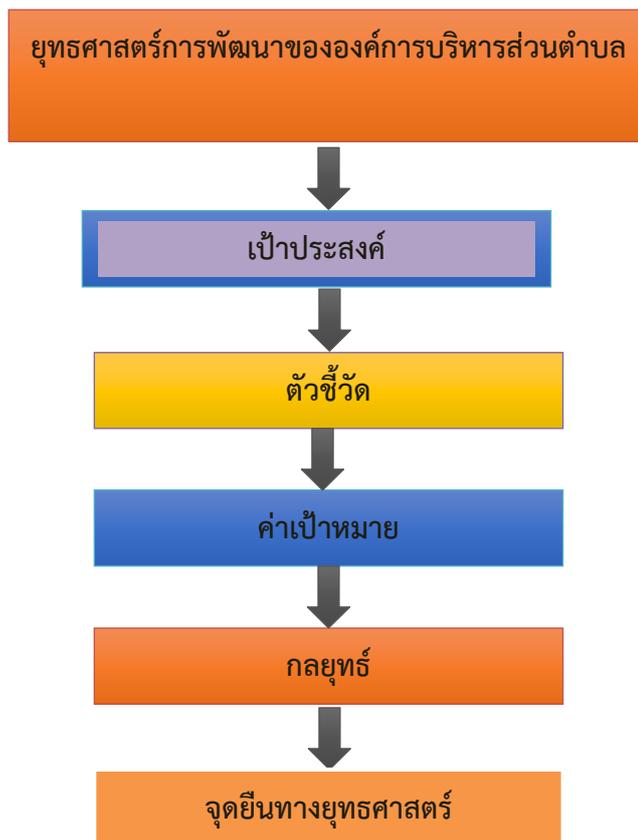 ยุทธศาสตร์การพัฒนาขององค์การบริหารส่วนตำบล
เป้าประสงค์
ตัวชี้วัด
ค่าเป้าหมาย
กลยุทธ์
จุดยืนทางยุทธศาสตร์